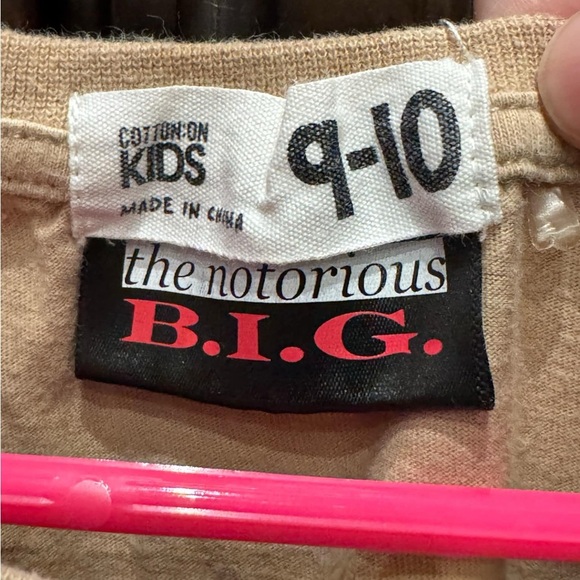 COTTON:ON
KIDS
MADE IN CHINA
9-10
the notorious
B.I.G.